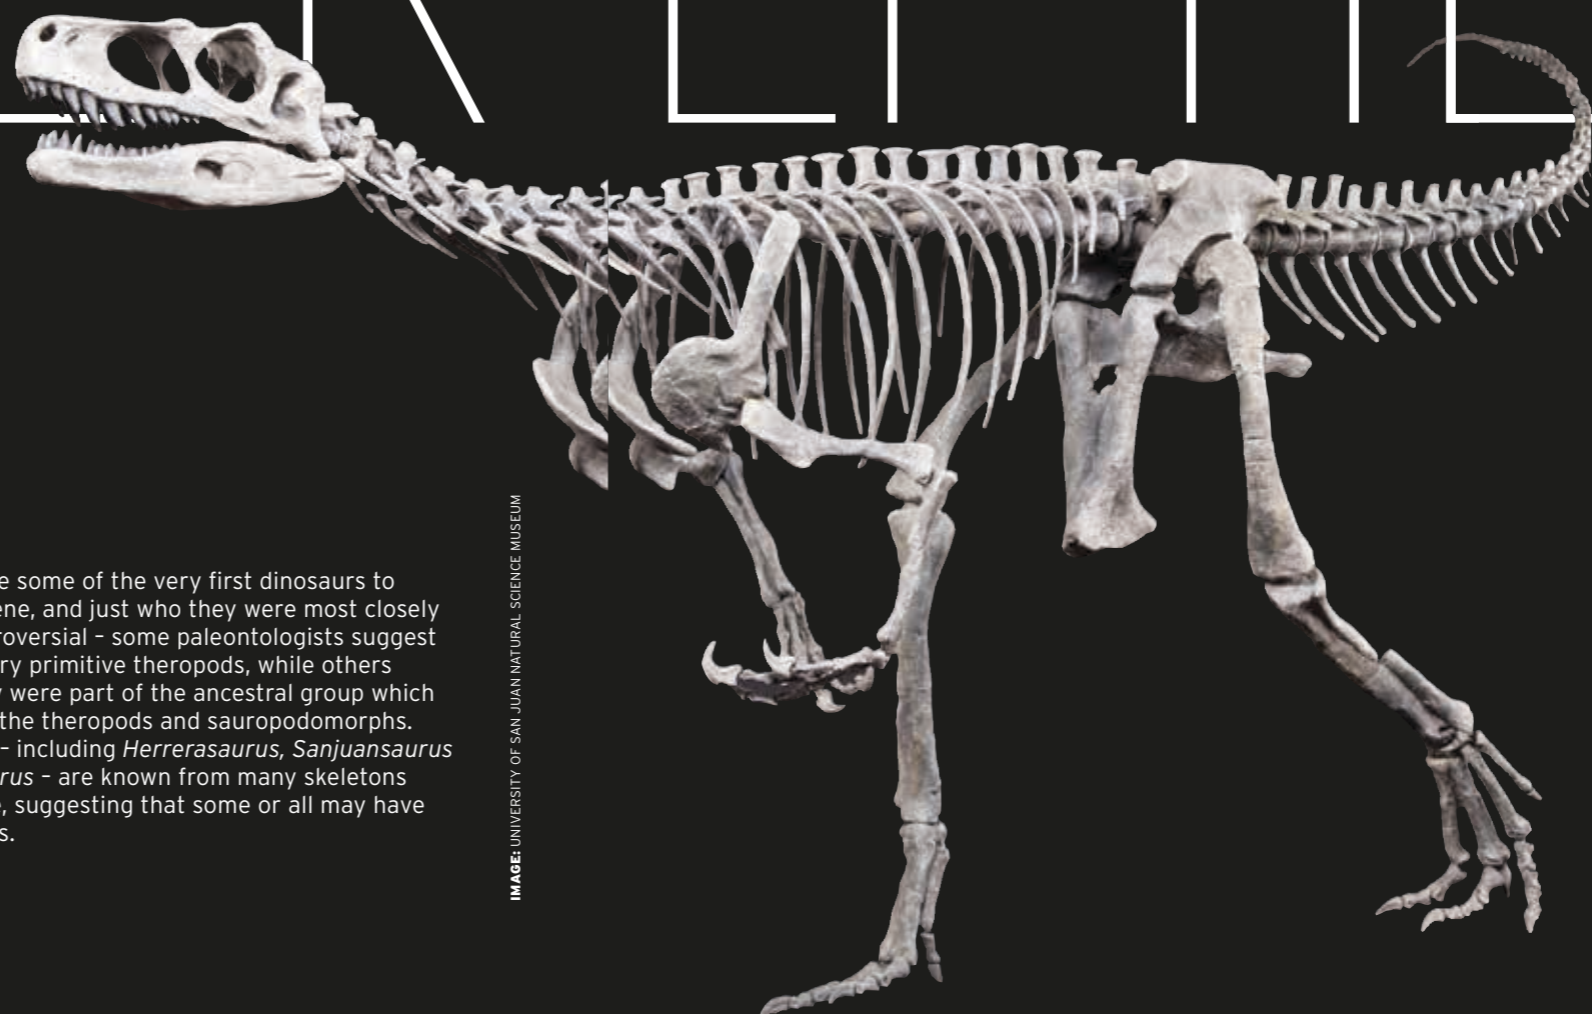 e some of the very first dinosaurs to
ene, and just who they were most closely
roversial – some paleontologists suggest
ry primitive theropods, while others
y were part of the ancestral group which
the theropods and sauropodomorphs.
– including Herrerasaurus, Sanjuansaurus
rus – are known from many skeletons
e, suggesting that some or all may have
s.
IMAGE: UNIVERSITY OF SAN JUAN NATURAL SCIENCE MUSEUM